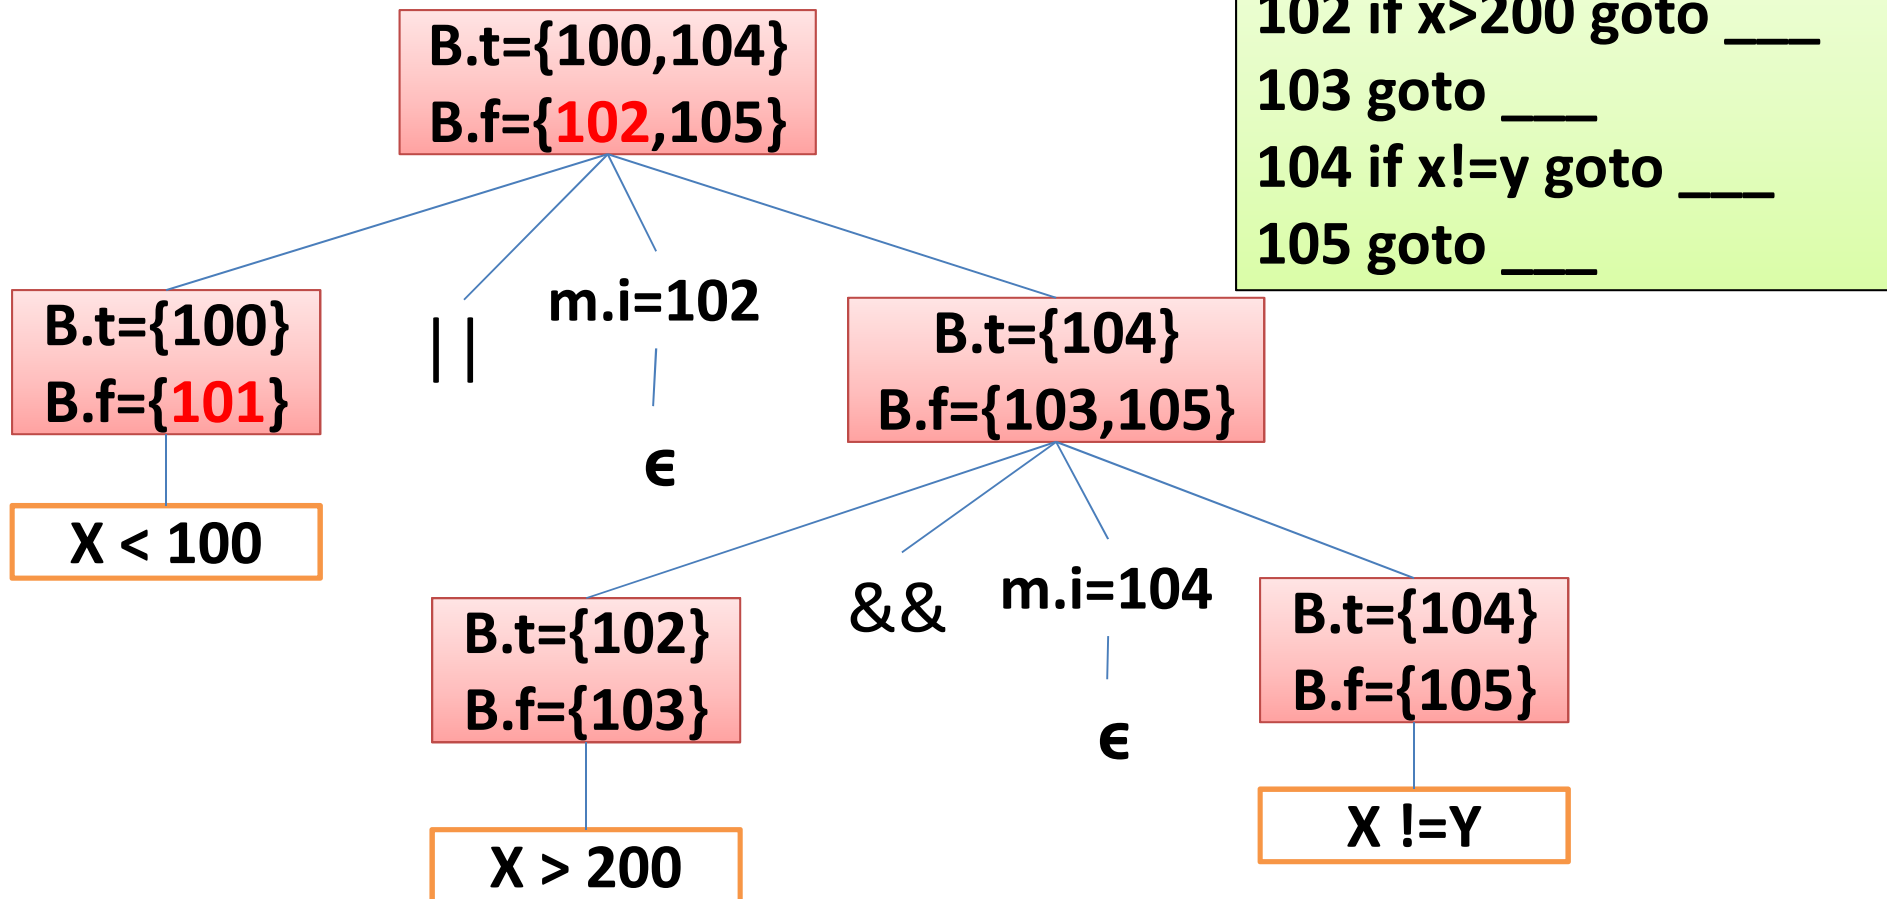 B.t={100,104}
B.f={102,105}
102 if x>200 goto ___
103 goto ___
104 if x!=y goto ___
105 goto ___
B.t={100}
B.f={101}
||
m.i=102
B.t={104}
B.f={103,105}
ϵ
X < 100
B.t={102}
B.f={103}
&&
m.i=104
B.t={104}
B.f={105}
ϵ
X > 200
X !=Y